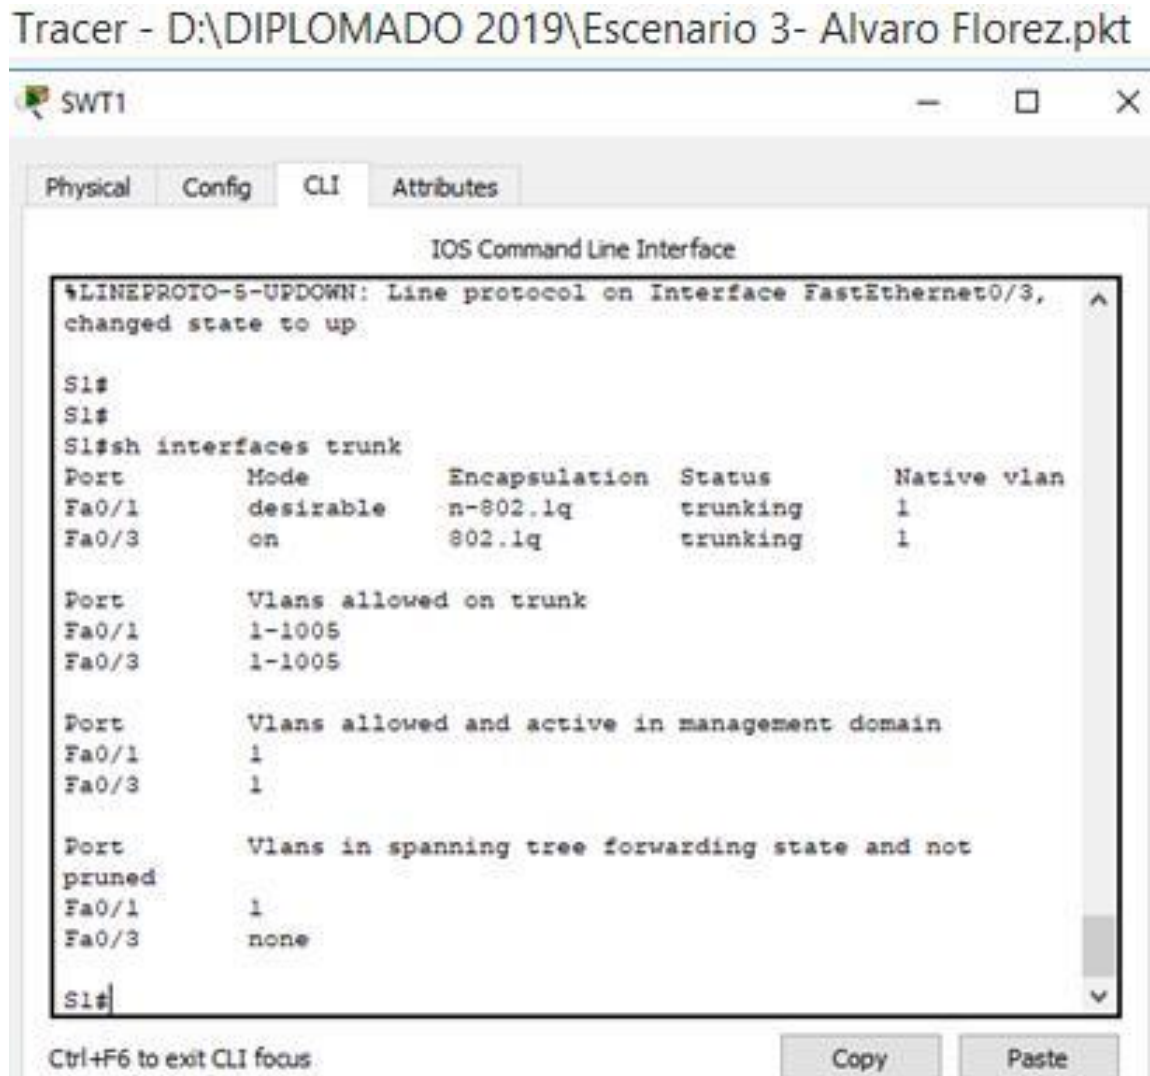 Tracer - D:\DIPLOMADO 2019\Escenario 3- Alvaro Florez.pkt
SWT1
Physical Config CLI Attributes
IOS Command Line Interface
%LINEPROTO-5-UPDOWN: Line protocol on Interface FastEthernet0/3,
changed state to up
S1#
S1#
S1#sh interfaces trunk
Port Mode Encapsulation Status Native vlan
Fa0/1 desirable n-802.1q trunking 1
Fa0/3 on 802.1q trunking 1
Port Vlans allowed on trunk
Fa0/1 1-1005
Fa0/3 1-1005
Port Vlans allowed and active in management domain
Fa0/1 1
Fa0/3 1
Port Vlans in spanning tree forwarding state and not
pruned
Fa0/1 1
Fa0/3 none
S1#
Ctrl+F6 to exit CLI focus Copy Paste